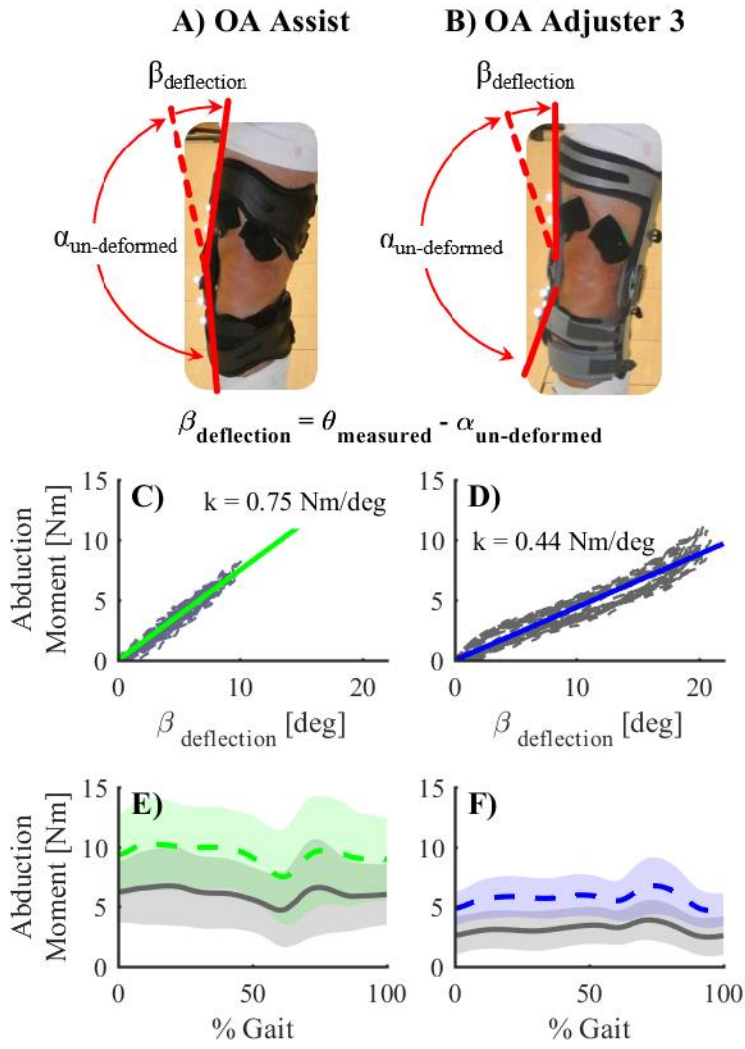 A) OA Assist
B) OA Adjuster 3
βdeflection
βdeflection
αun-deformed
αun-deformed
βdeflection = θmeasured - αun-deformed
C)
k = 0.75 Nm/deg
Abduction
Moment [Nm]
15
10
5
0
0 10 20
β deflection [deg]
D)
k = 0.44 Nm/deg
15
10
5
0
0 10 20
β deflection [deg]
E)
Abduction
Moment [Nm]
15
10
5
0
0 50 100
% Gait
F)
15
10
5
0
0 50 100
% Gait